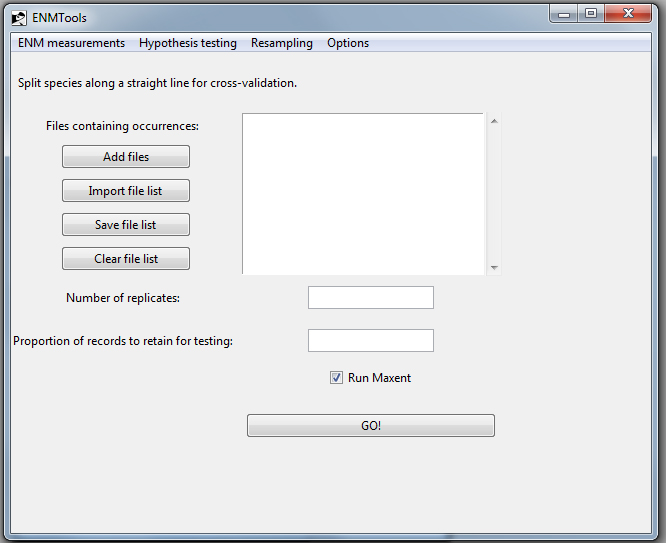 ENMTools
ENM measurements Hypothesis testing Resampling Options
Split species along a straight line for cross-validation.
Files containing occurrences:
Add files
Import file list
Save file list
Clear file list
Number of replicates:
Proportion of records to retain for testing:
Run Maxent
GO!